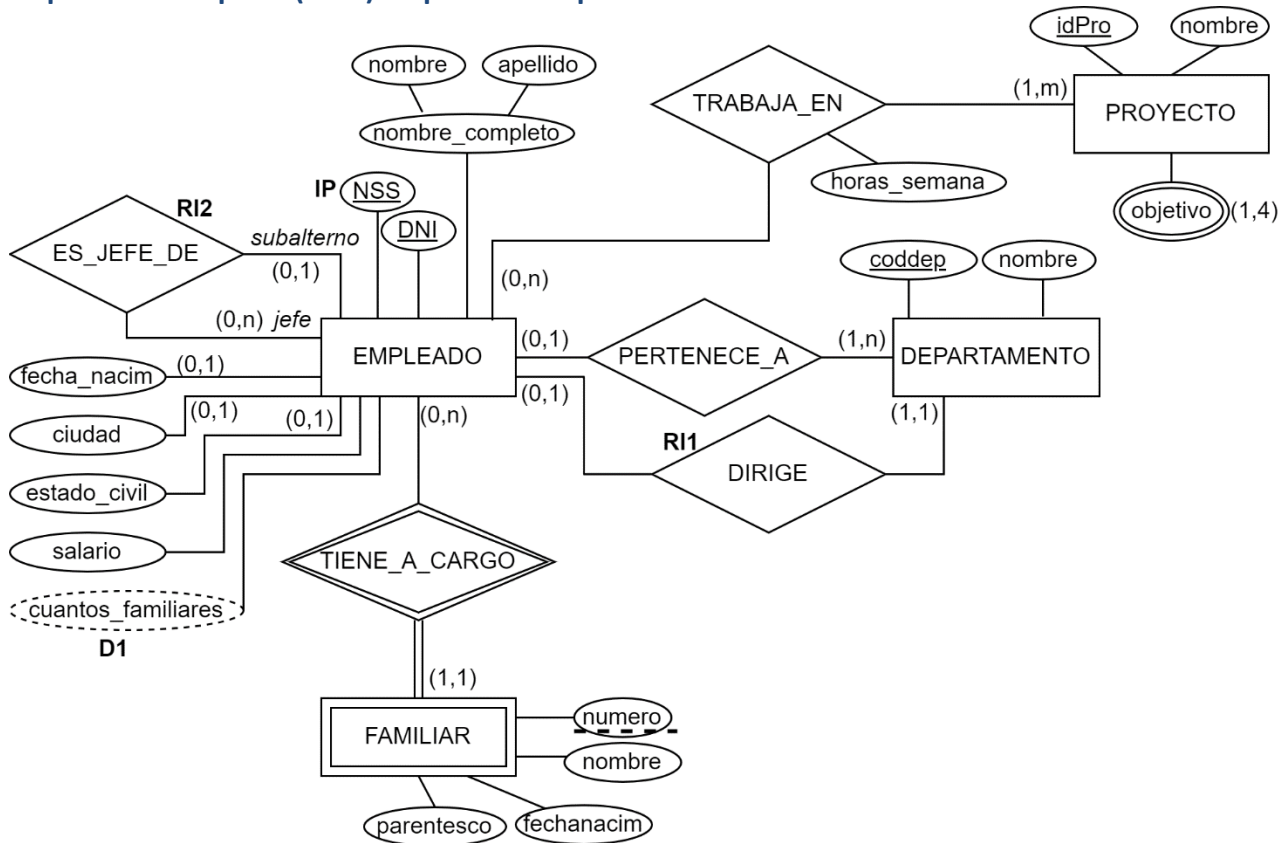 idPro
nombre
nombre
apellido
TRABAJA_EN
(1,m)
PROYECTO
nombre_completo
horas_semana
IP
NSS
RI2
objetivo
(1,4)
DNI
subalterno
ES_JEFE_DE
(0,1)
coddep
nombre
(0,n)
(0,n) jefe
EMPLEADO
(0,1)
PERTENECE_A
(1,n)
DEPARTAMENTO
fecha_nacim
(0,1)
(0,1)
(0,1)
(0,1)
(0,n)
(1,1)
ciudad
RI1
DIRIGE
estado_civil
salario
TIENE_A_CARGO
cuantos_familiares
D1
(1,1)
numero
FAMILIAR
nombre
parentesco
fechanacim